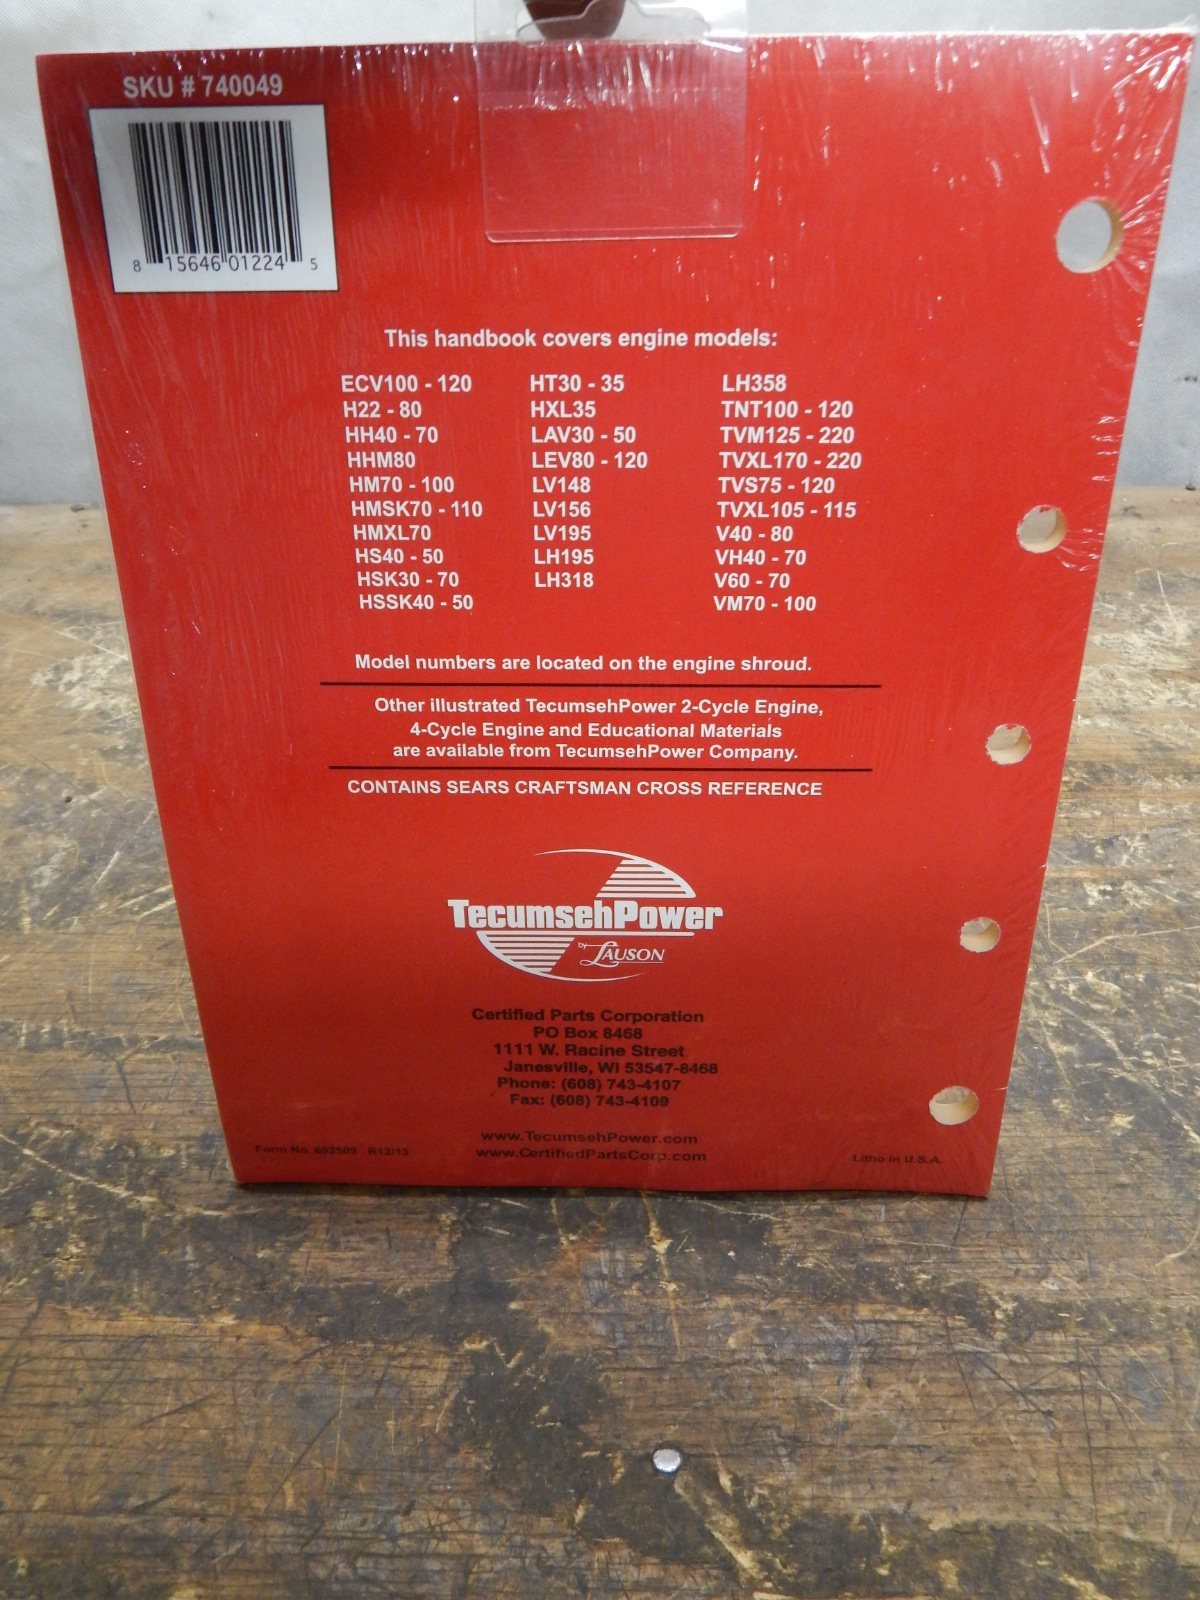 SKU # 740049
8 15646 01224 5
This handbook covers engine models:
ECV100 - 120
H22 - 80
HH40 - 70
HHM80
HM70 - 100
HMSK70 - 110
HMXL70
HS40 - 50
HSK30 - 70
HSSK40 - 50
HT30 - 35
HXL35
LAV30 - 50
LEV80 - 120
LV148
LV156
LV195
LH195
LH318
LH358
TNT100 - 120
TVM125 - 220
TVXL170 - 220
TVS75 - 120
TVXL105 - 115
V40 - 80
VH40 - 70
V60 - 70
VM70 - 100
Model numbers are located on the engine shroud.
Other illustrated TecumsehPower 2-Cycle Engine,
4-Cycle Engine and Educational Materials
are available from TecumsehPower Company.
CONTAINS SEARS CRAFTSMAN CROSS REFERENCE
TecumsehPower
by LAUSON
Certified Parts Corporation
PO Box 8468
1111 W. Racine Street
Janesville, WI 53547-8468
Phone: (608) 743-4107
Fax: (608) 743-4109
www.TecumsehPower.com
www.CertifiedPartsCorp.com
Form No. 692509 R12/13
Litho in U.S.A.